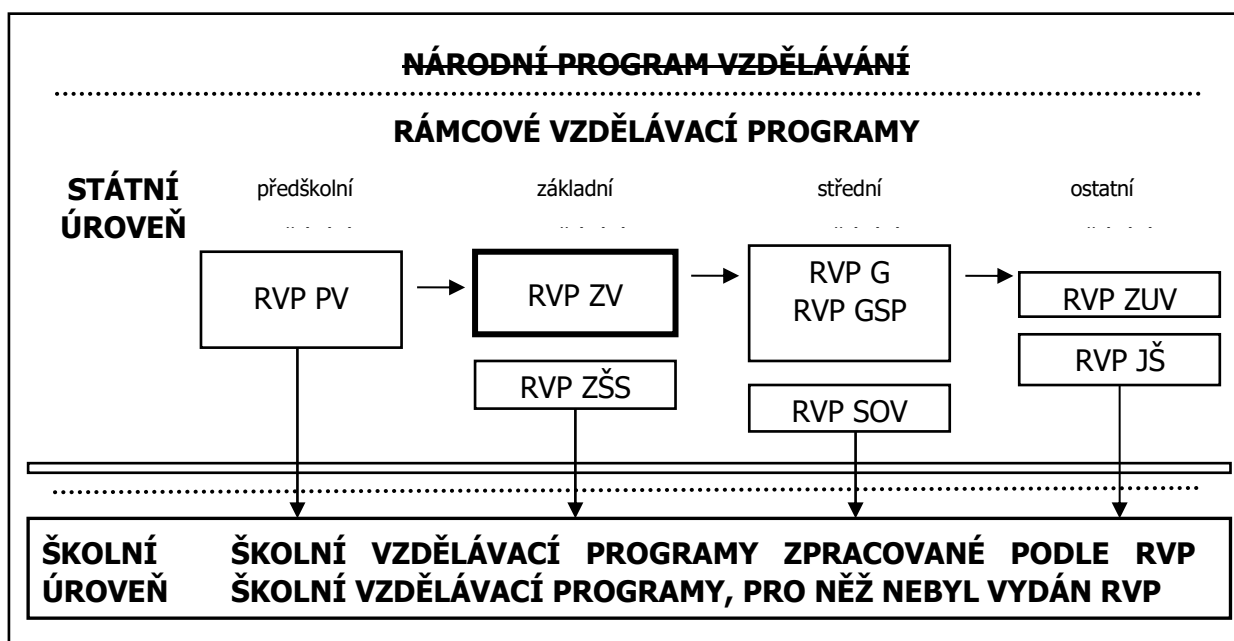 NÁRODNÍ PROGRAM VZDĚLÁVÁNÍ
RÁMCOVÉ VZDĚLÁVACÍ PROGRAMY
STÁTNÍ
ÚROVEŇ
předškolní
základní
střední
ostatní
RVP PV
RVP ZV
RVP G
RVP GSP
RVP ZUV
RVP JŠ
RVP ZŠS
RVP SOV
ŠKOLNÍ ŠKOLNÍ VZDĚLÁVACÍ PROGRAMY ZPRACOVANÉ PODLE RVP
ÚROVEŇ ŠKOLNÍ VZDĚLÁVACÍ PROGRAMY, PRO NĚŽ NEBYL VYDÁN RVP